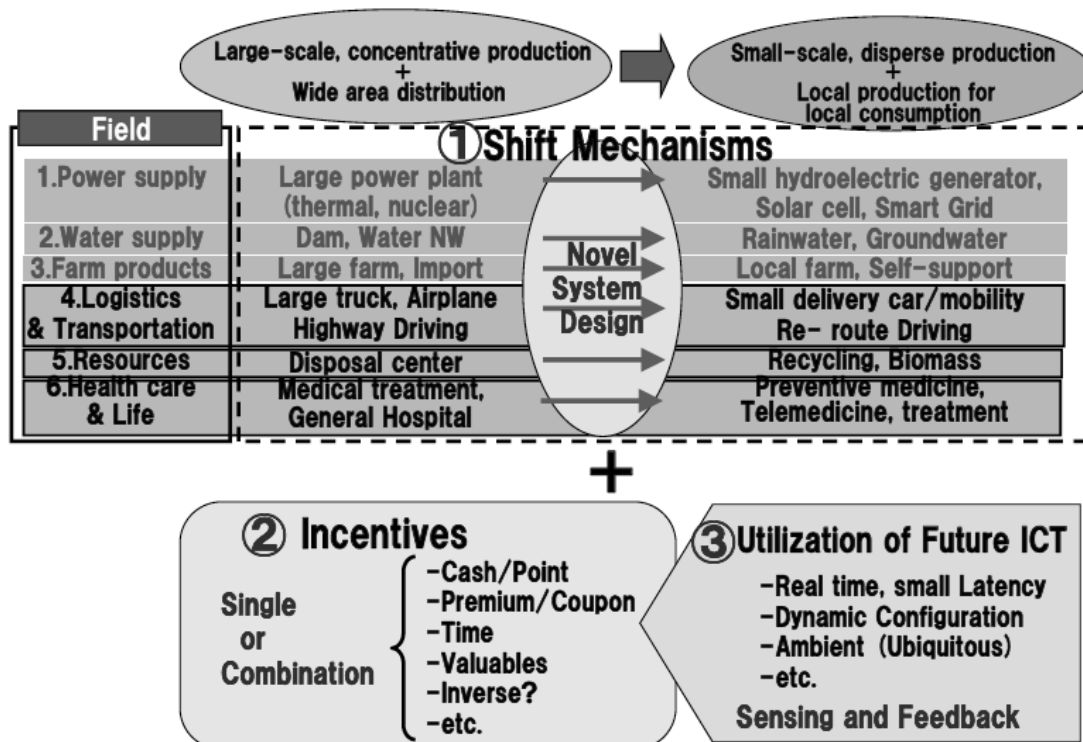 Large-scale, concentrative production
+
Wide area distribution
Small-scale, disperse production
+
Local production for
local consumption
Field
① Shift Mechanisms
1.Power supply
Large power plant
(thermal, nuclear)
Small hydroelectric generator,
Solar cell, Smart Grid
2.Water supply
Dam, Water NW
Rainwater, Groundwater
3.Farm products
Large farm, Import
Local farm, Self-support
Novel
System
Design
4.Logistics
& Transportation
Large truck, Airplane
Highway Driving
Small delivery car/mobility
Re- route Driving
5.Resources
Disposal center
Recycling, Biomass
6.Health care
& Life
Medical treatment,
General Hospital
Preventive medicine,
Telemedicine, treatment
+
② Incentives
Single
or
Combination
-Cash/Point
-Premium/Coupon
-Time
-Valuables
-Inverse?
-etc.
③ Utilization of Future ICT
-Real time, small Latency
-Dynamic Configuration
-Ambient (Ubiquitous)
-etc.
Sensing and Feedback